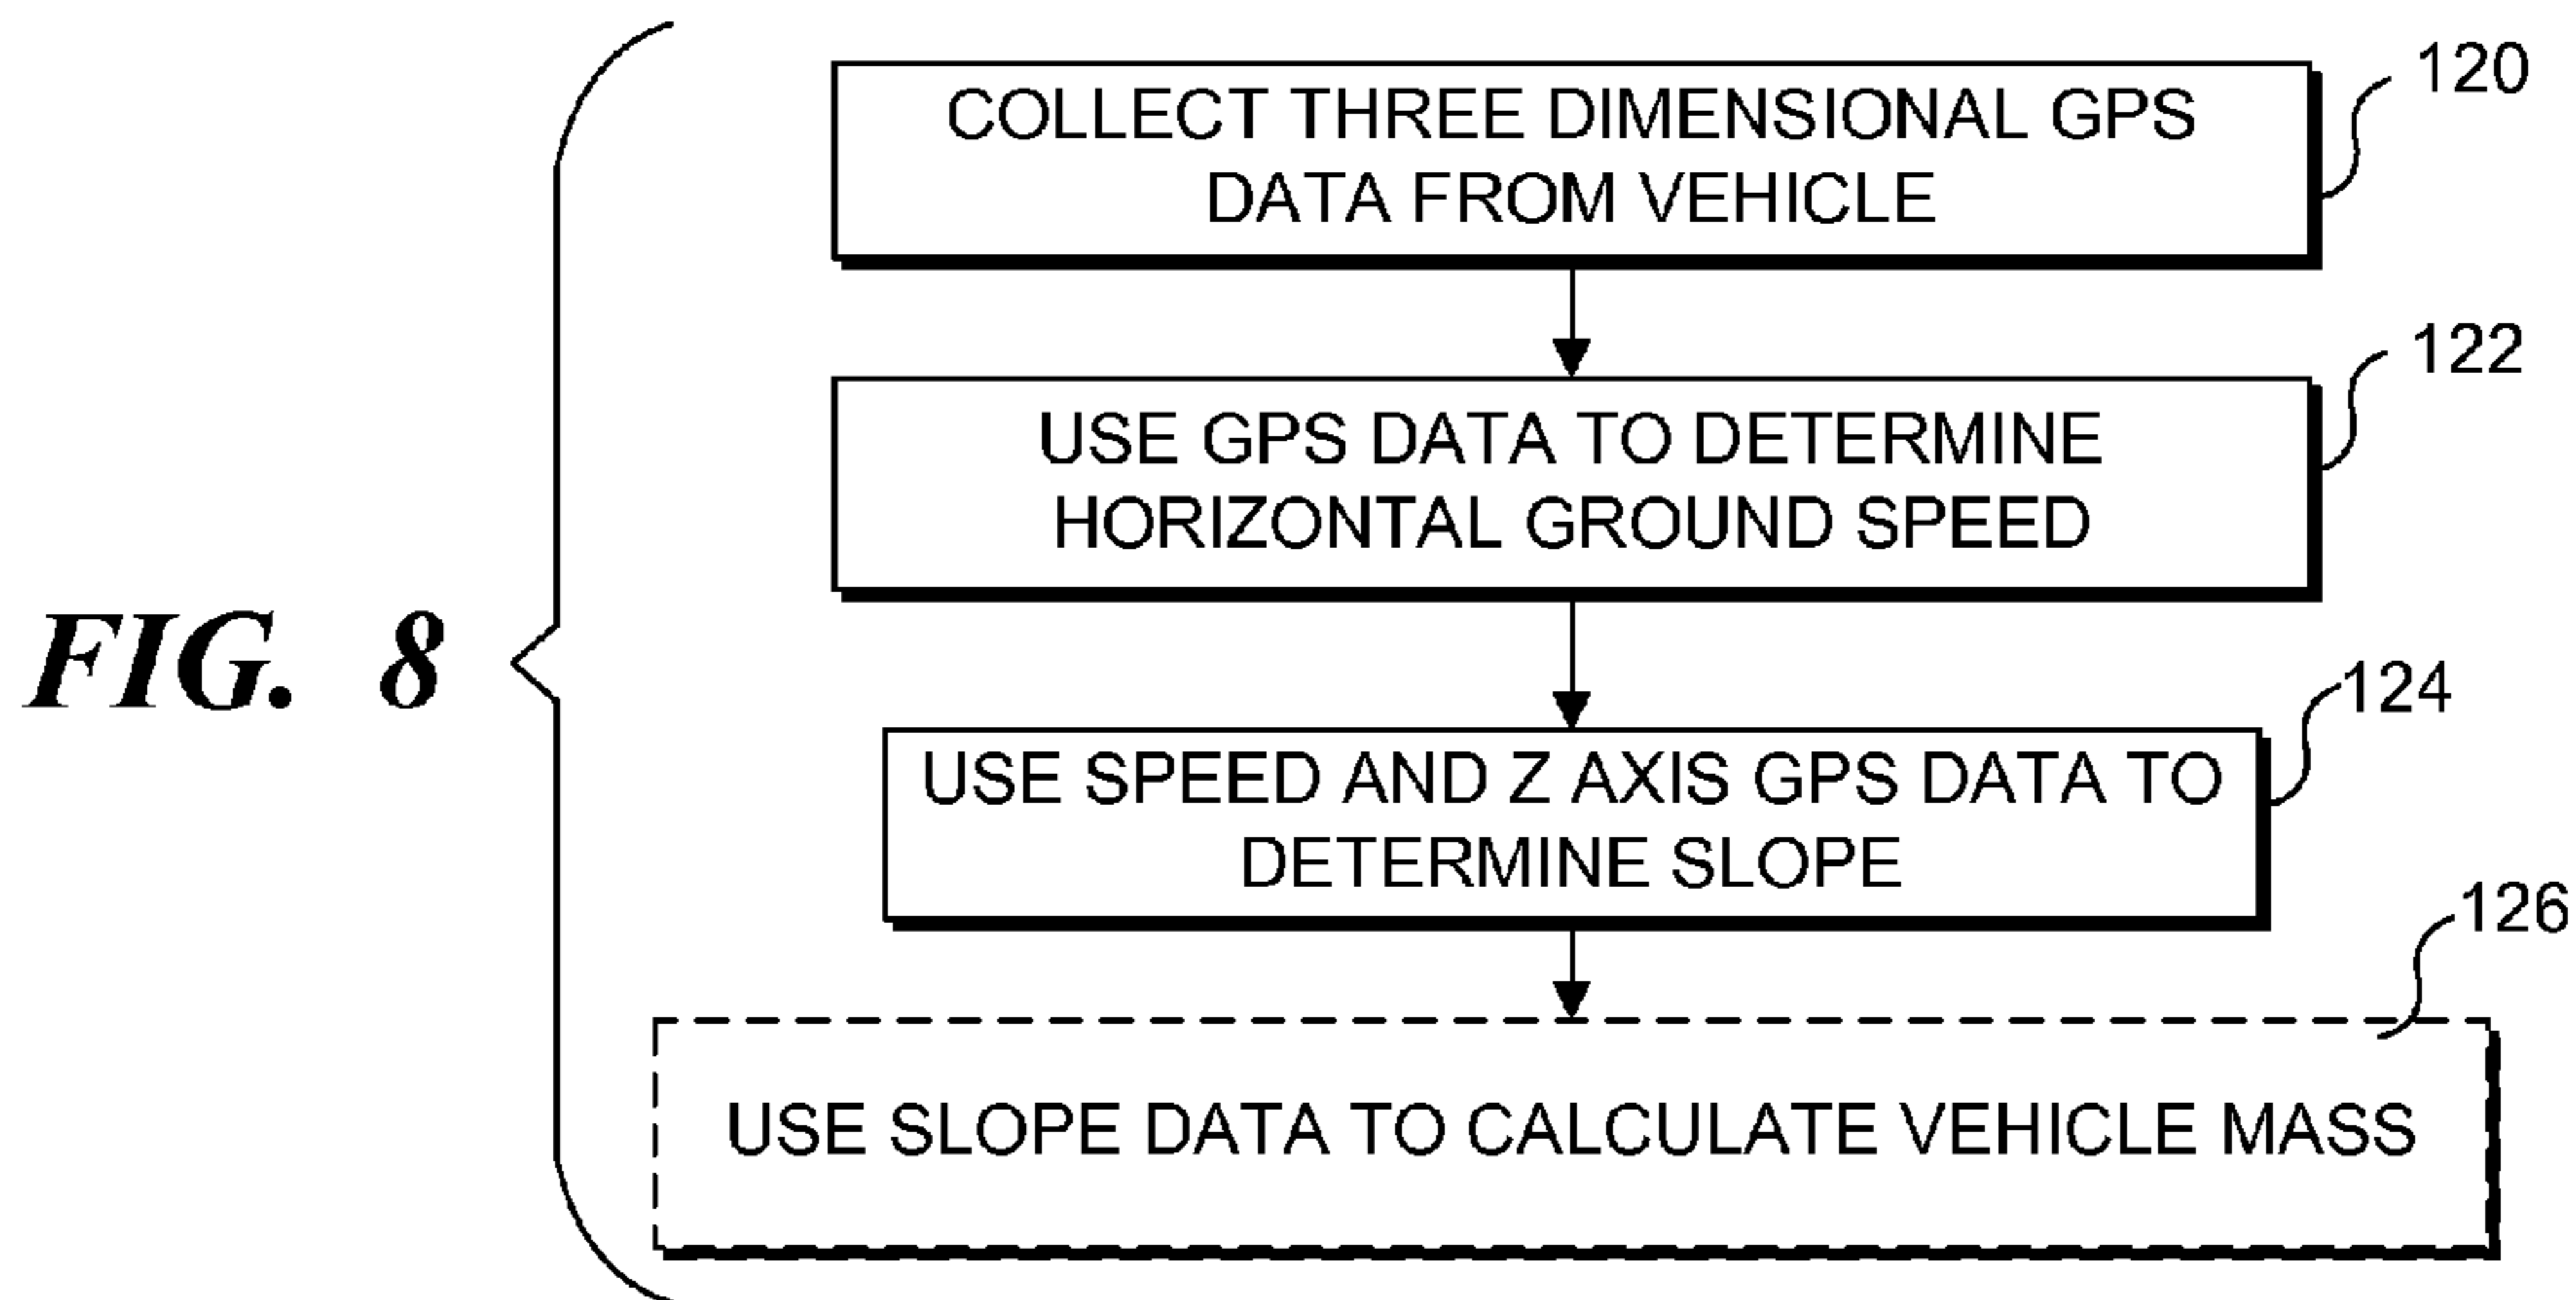 120
COLLECT THREE DIMENSIONAL GPS
DATA FROM VEHICLE
122
USE GPS DATA TO DETERMINE
HORIZONTAL GROUND SPEED
FIG. 8
124
USE SPEED AND Z AXIS GPS DATA TO
DETERMINE SLOPE
126
USE SLOPE DATA TO CALCULATE VEHICLE MASS